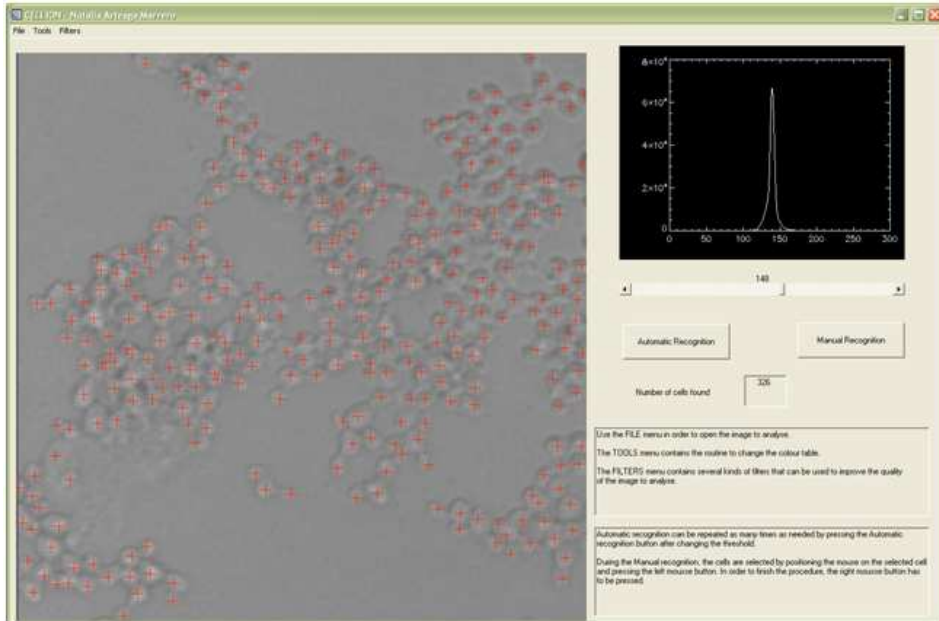 CELLION - Natalia Arteaga Marrero
File Tools Filters
8×10⁴
6×10⁴
4×10⁴
2×10⁴
0
0 50 100 150 200 250 300
148
Automatic Recognition
Manual Recognition
Number of cells found
326
Use the FILE menu in order to open the image to analyse.
The TOOLS menu contains the routine to change the colour table.
The FILTERS menu contains several kinds of filters that can be used to improve the quality
of the image to analyse.
Automatic recognition can be repeated as many times as needed by pressing the Automatic
recognition button after changing the threshold.
During the Manual recognition, the cells are selected by positioning the mouse on the selected cell
and pressing the left mousse button. In order to finish the procedure, the right mousse button has
to be pressed.